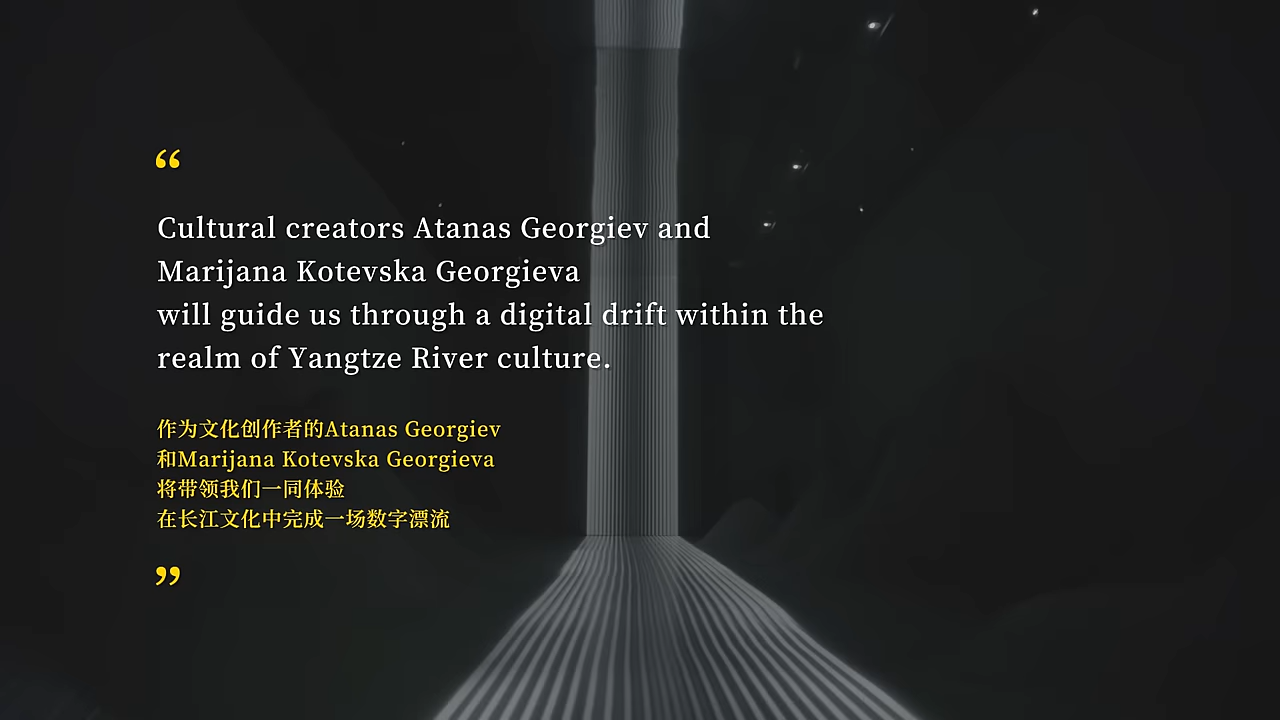 “
Cultural creators Atanas Georgiev and
Marijana Kotevska Georgieva
will guide us through a digital drift within the
realm of Yangtze River culture.
作为文化创作者的Atanas Georgiev
和Marijana Kotevska Georgieva
将带领我们一同体验
在长江文化中完成一场数字漂流
”